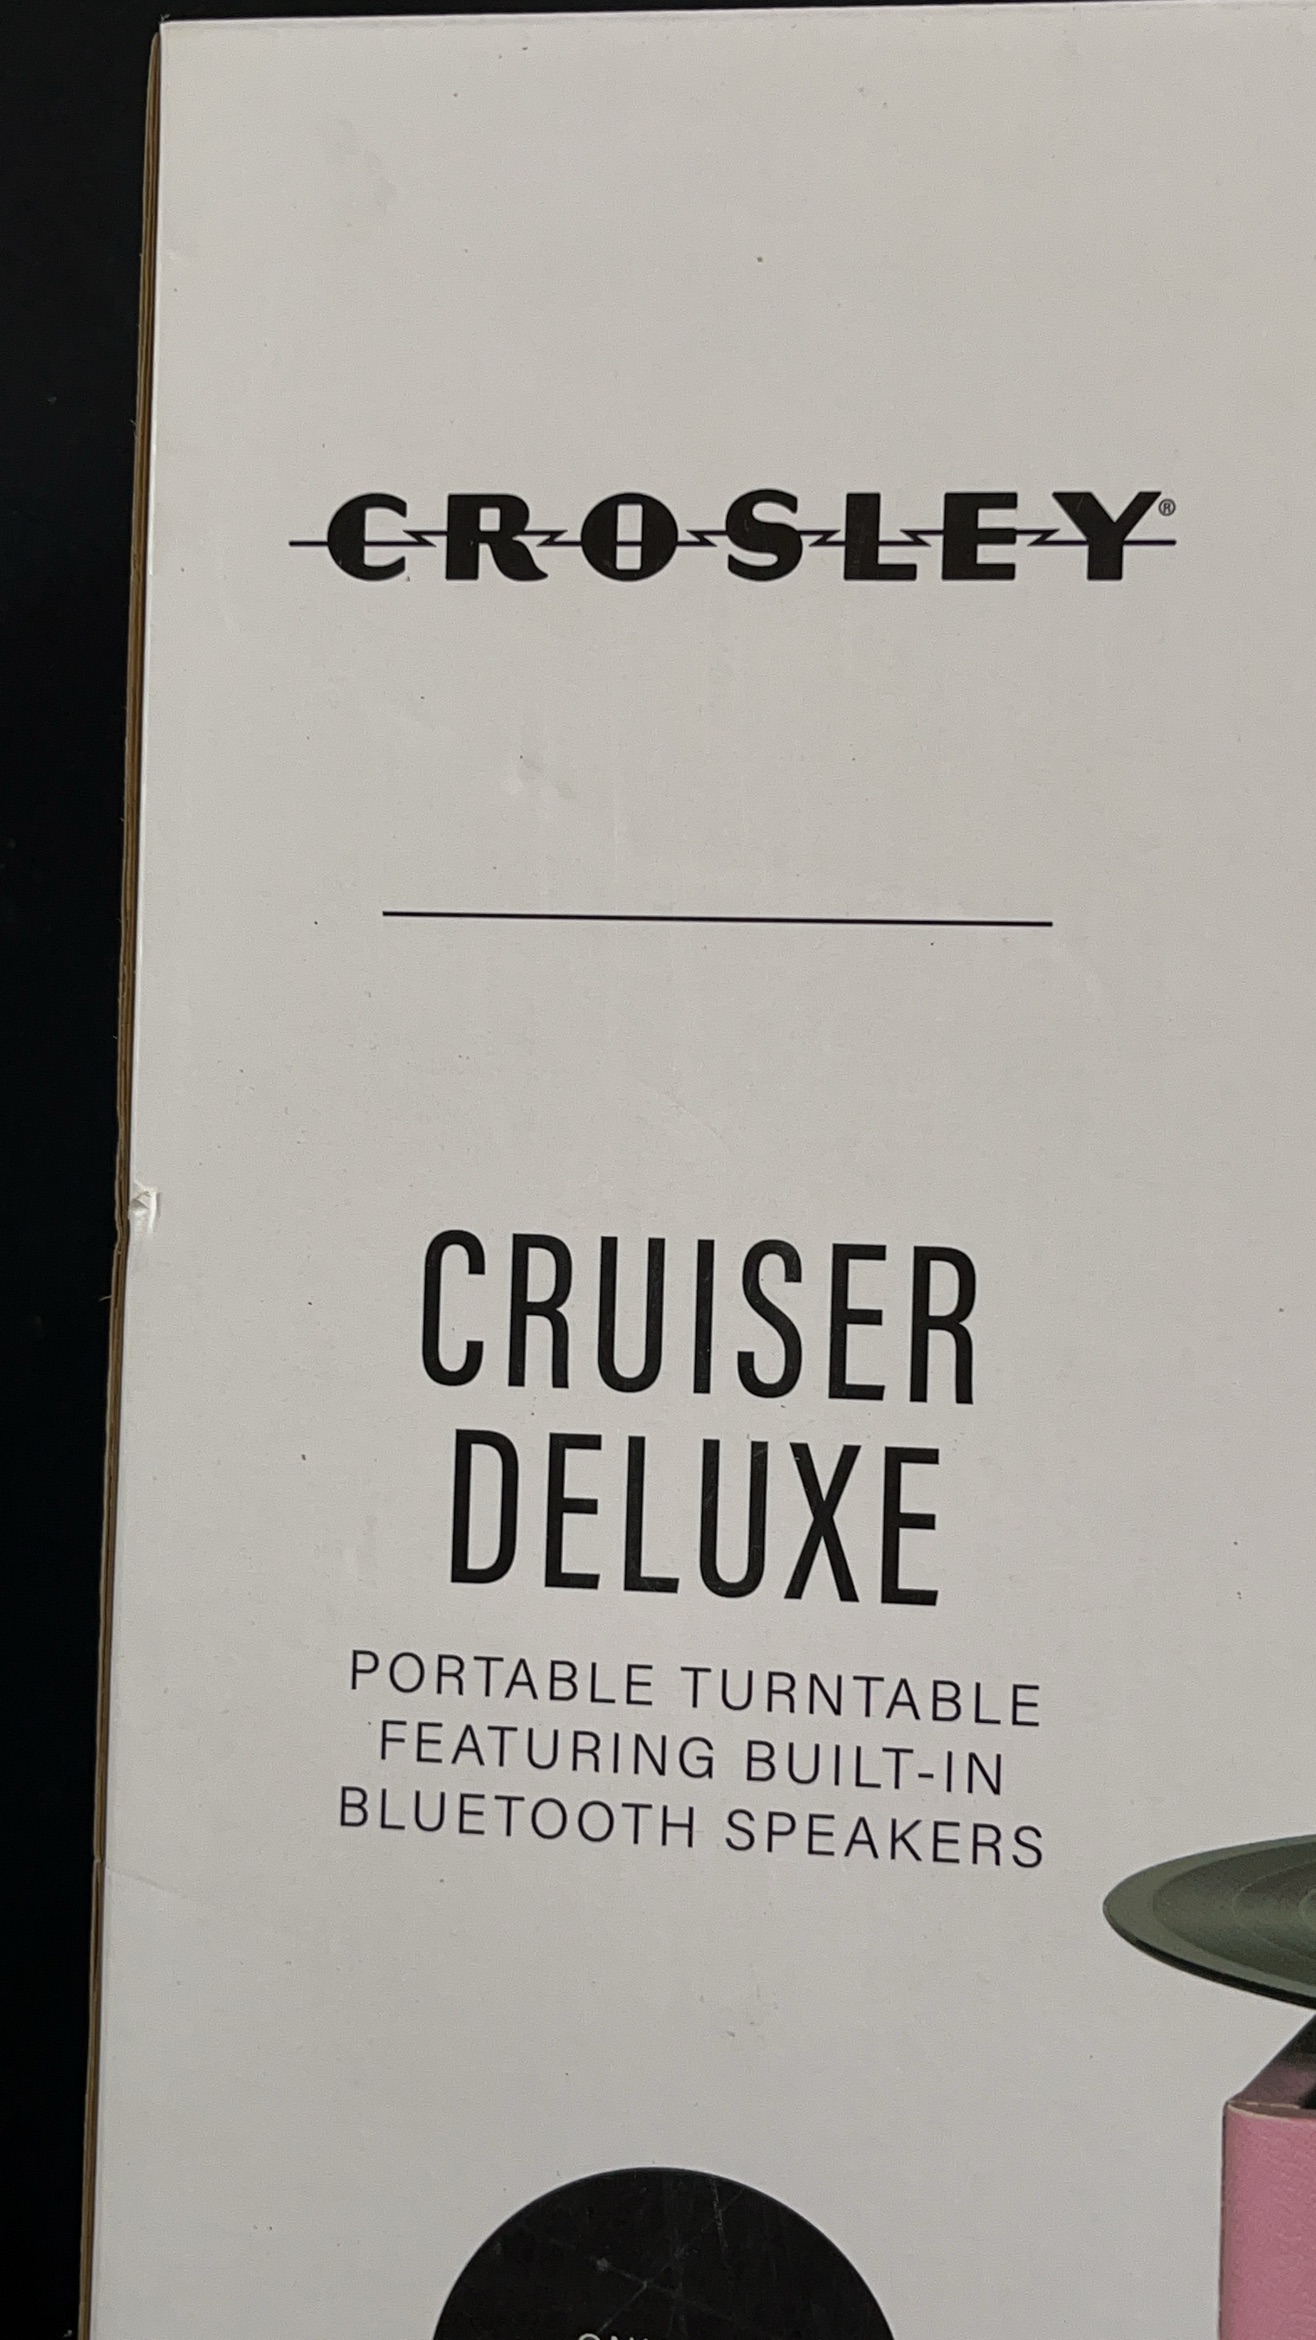 CROSLEY®
CRUISER
DELUXE
PORTABLE TURNTABLE
FEATURING BUILT-IN
BLUETOOTH SPEAKERS